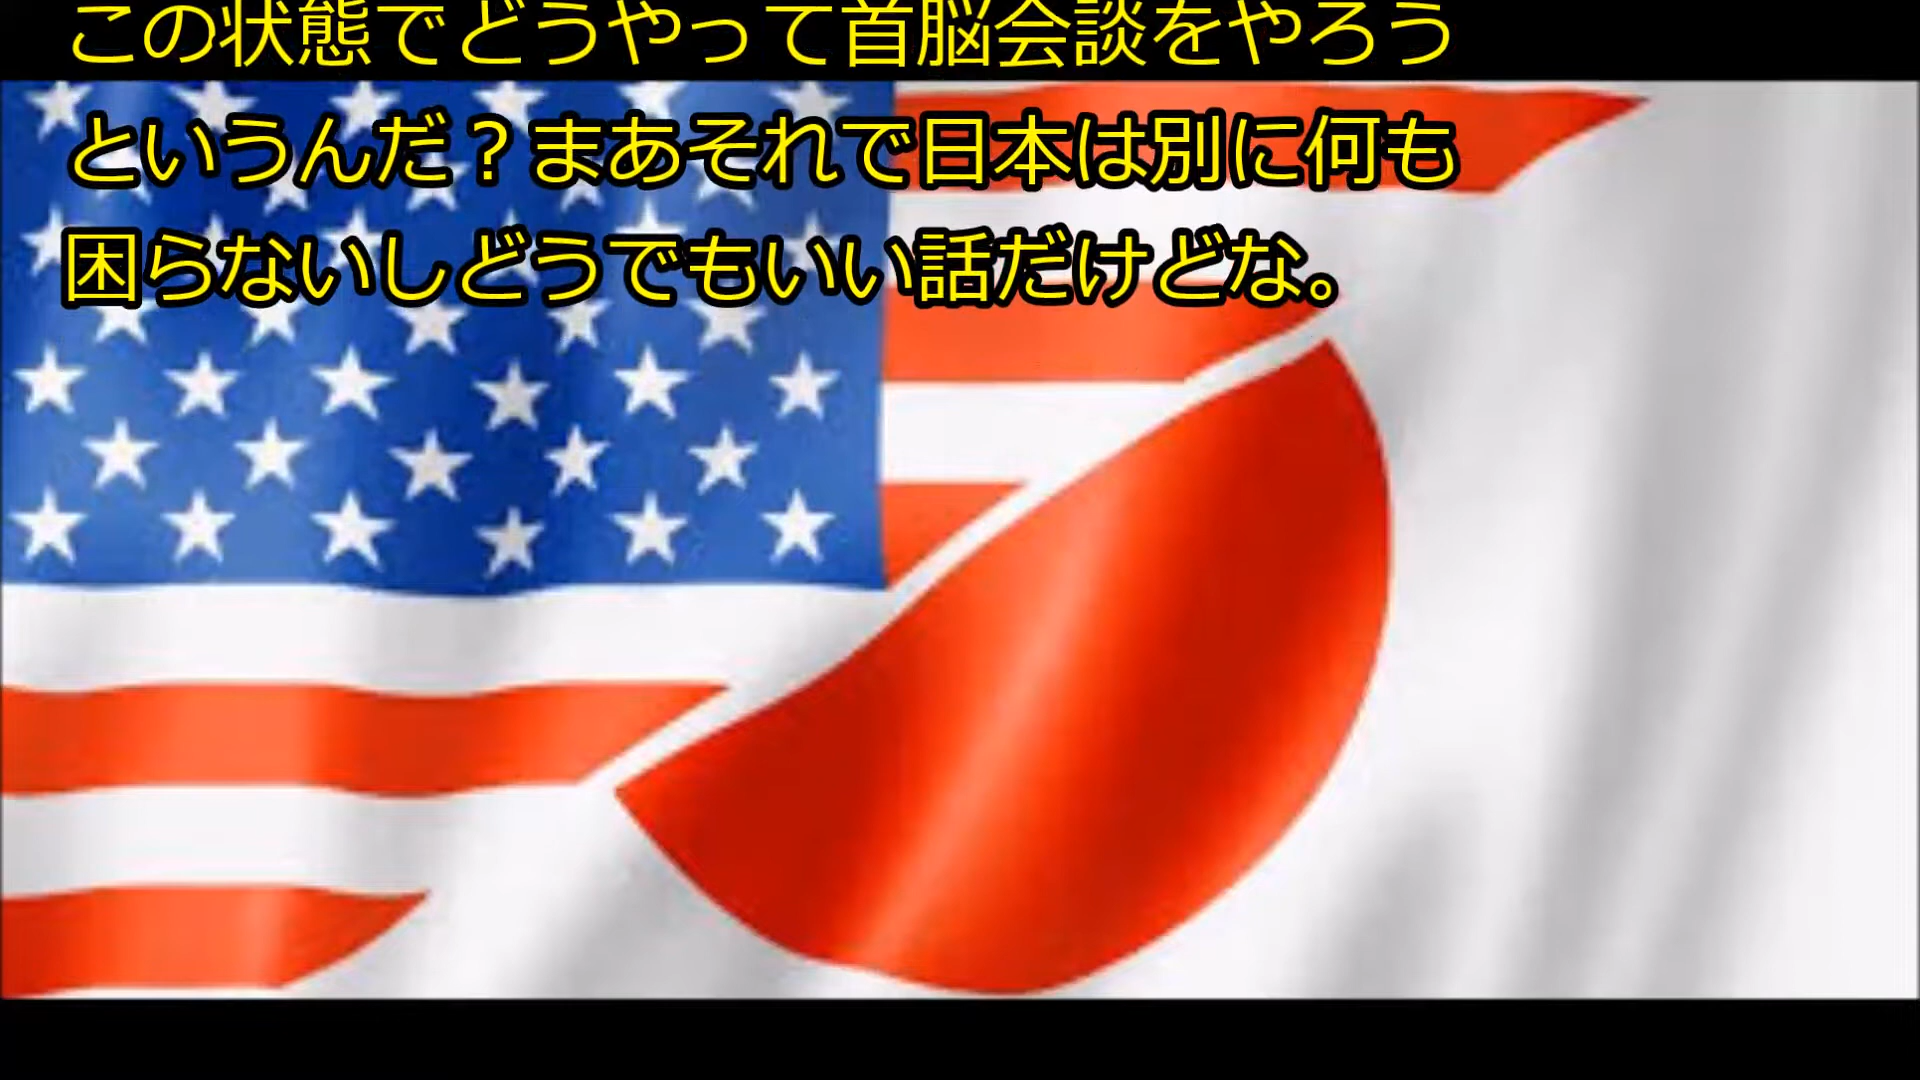 この状態でどうやって首脳会談をやろう
というんだ？まあそれで日本は別に何も
困らないしどうでもいい話だけどな。